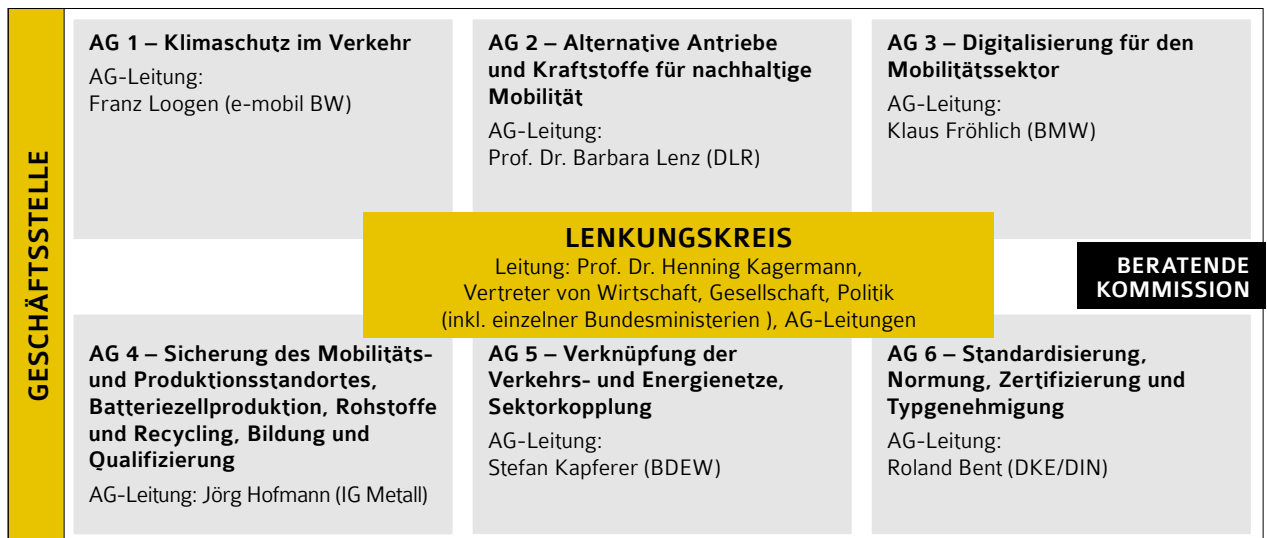 GESCHÄFTSSTELLE
AG 1 – Klimaschutz im Verkehr
AG-Leitung:
Franz Loogen (e-mobil BW)
AG 2 – Alternative Antriebe
und Kraftstoffe für nachhaltige
Mobilität
AG-Leitung:
Prof. Dr. Barbara Lenz (DLR)
AG 3 – Digitalisierung für den
Mobilitätssektor
AG-Leitung:
Klaus Fröhlich (BMW)
LENKUNGSKREIS
Leitung: Prof. Dr. Henning Kagermann,
Vertreter von Wirtschaft, Gesellschaft, Politik
(inkl. einzelner Bundesministerien ), AG-Leitungen
BERATENDE
KOMMISSION
AG 4 – Sicherung des Mobilitäts-
und Produktionsstandortes,
Batteriezellproduktion, Rohstoffe
und Recycling, Bildung und
Qualifizierung
AG-Leitung: Jörg Hofmann (IG Metall)
AG 5 – Verknüpfung der
Verkehrs- und Energienetze,
Sektorkopplung
AG-Leitung:
Stefan Kapferer (BDEW)
AG 6 – Standardisierung,
Normung, Zertifizierung und
Typgenehmigung
AG-Leitung:
Roland Bent (DKE/DIN)